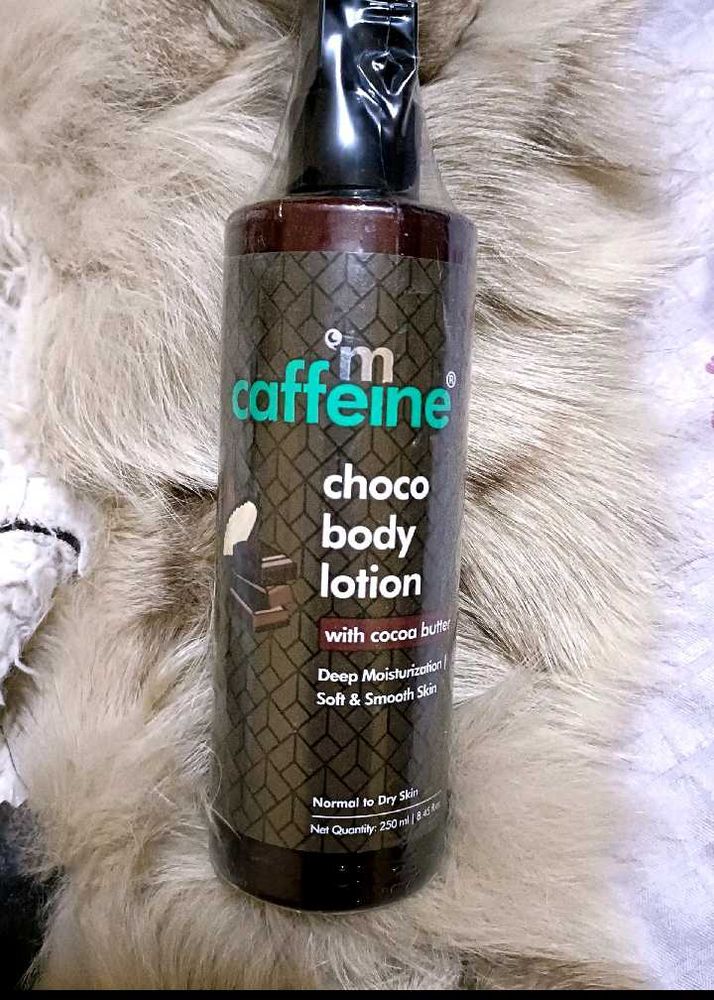 m
caffeine®
choco
body
lotion
with cocoa butter
Deep Moisturization |
Soft & Smooth Skin
Normal to Dry Skin
Net Quantity: 250 ml | 8.45 fl oz